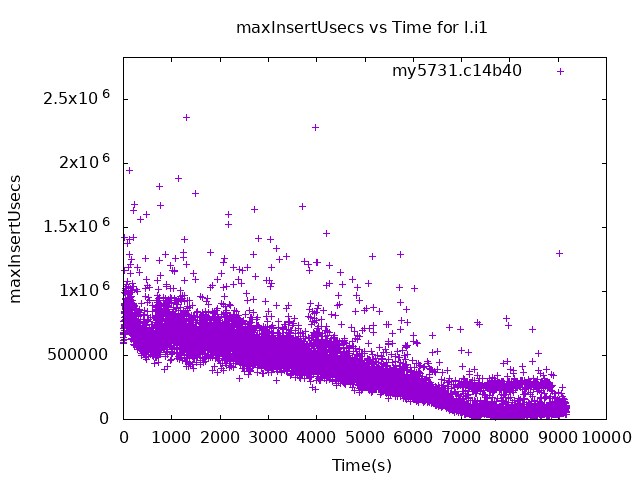 maxInsertUsecs vs Time for I.i1
my5731.c14b40
2.5x10^6
2x10^6
1.5x10^6
1x10^6
500000
0
maxInsertUsecs
0 1000 2000 3000 4000 5000 6000 7000 8000 9000 10000
Time(s)